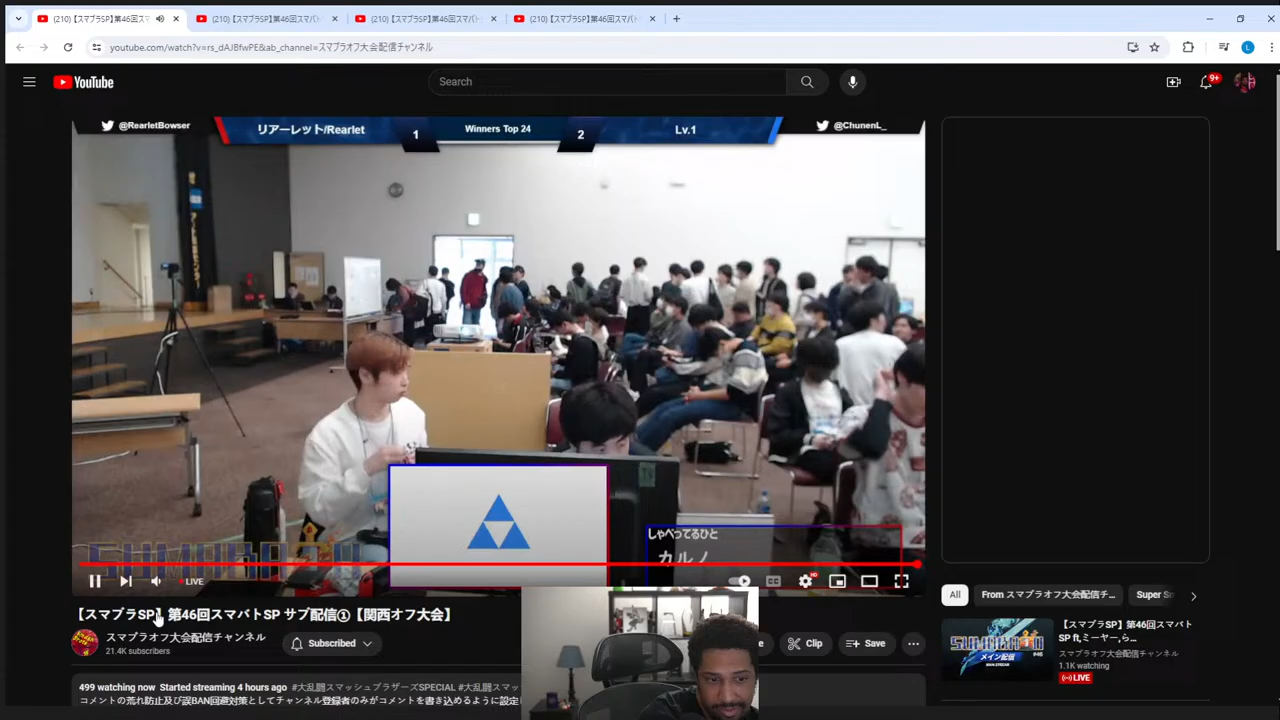 (210) 【スマブラSP】第46回スマ
(210) 【スマブラSP】第46回スマバト
(210) 【スマブラSP】第46回スマバトS
(210) 【スマブラSP】第46回スマバト
youtube.com/watch?v=rs_dAJBfwPE&ab_channel=スマブラオフ大会配信チャンネル
L
YouTube
Search
9+
@RearletBowser
リアーレット/Rearlet
1
Winners Top 24
2
Lv.1
@ChunenL_
しゃべってるひと
カルノ
SUMABATO
LIVE
HD
【スマブラSP】第46回スマバトSP サブ配信①【関西オフ大会】
スマブラオフ大会配信チャンネル
21.4K subscribers
Subscribed
Clip
Save
499 watching now Started streaming 4 hours ago #大乱闘スマッシュブラザーズSPECIAL #大乱闘スマッ
コメントの荒れ防止及び誤BAN回避対策としてチャンネル登録者のみがコメントを書き込めるように設定
All
From スマブラオフ大会配信チ...
Super S
【スマブラSP】第46回スマバトSP ft,ミーヤー,ら...
スマブラオフ大会配信チャンネル
1.1K watching
LIVE